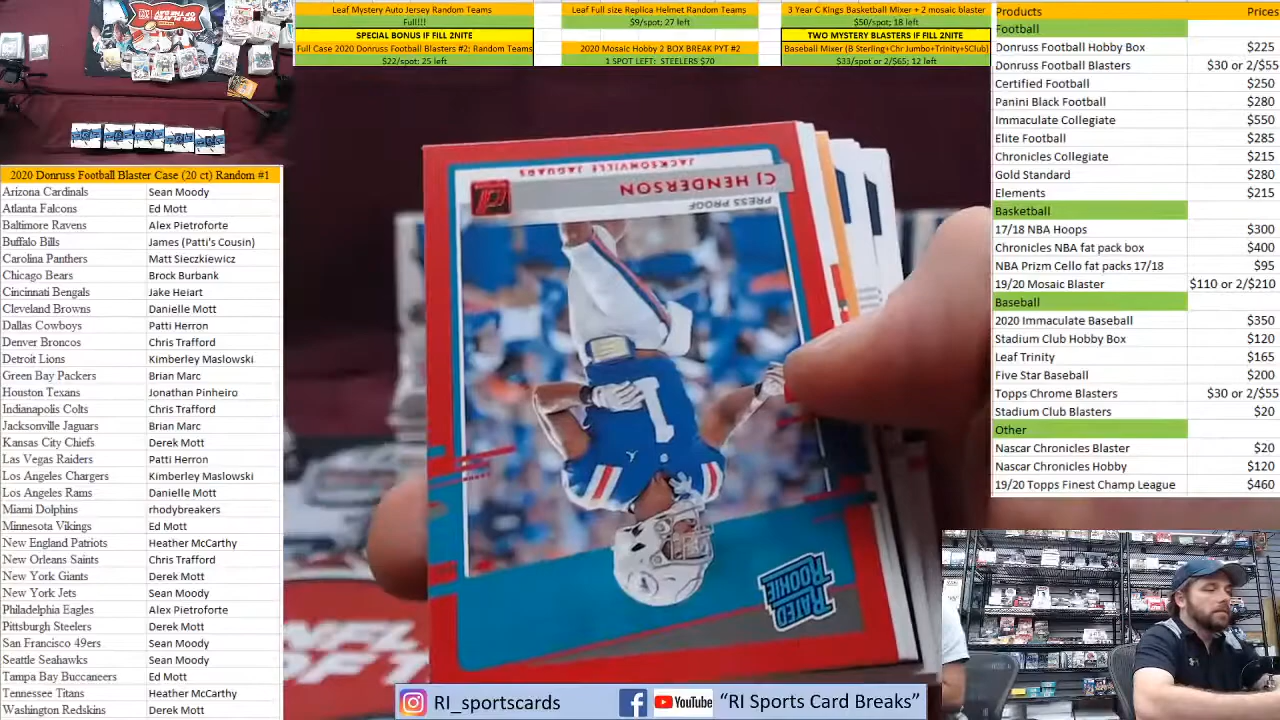 Leaf Mystery Auto Jersey Random Teams
Full!!!
SPECIAL BONUS IF FILL 2NITE
Full Case 2020 Donruss Football Blasters #2: Random Teams
$22/spot: 25 left
Leaf Full size Replica Helmet Random Teams
$9/spot; 27 left
2020 Mosaic Hobby 2 BOX BREAK PYT #2
1 SPOT LEFT: STEELERS $70
3 Year C Kings Basketball Mixer + 2 mosaic blaster
$50/spot; 18 left
TWO MYSTERY BLASTERS IF FILL 2NITE
Baseball Mixer (B Sterling+Chr Jumbo+Trinity+SClub)
$33/spot or 2/$65; 12 left
Products Prices
Football
Donruss Football Hobby Box $225
Donruss Football Blasters $30 or 2/$55
Certified Football $250
Panini Black Football $280
Immaculate Collegiate $550
Elite Football $285
Chronicles Collegiate $215
Gold Standard $280
Elements $215
Basketball
17/18 NBA Hoops $300
Chronicles NBA fat pack box $400
NBA Prizm Cello fat packs 17/18 $95
19/20 Mosaic Blaster $110 or 2/$210
Baseball
2020 Immaculate Baseball $350
Stadium Club Hobby Box $120
Leaf Trinity $165
Five Star Baseball $200
Topps Chrome Blasters $30 or 2/$55
Stadium Club Blasters $20
Other
Nascar Chronicles Blaster $20
Nascar Chronicles Hobby $120
19/20 Topps Finest Champ League $460
2020 Donruss Football Blaster Case (20 ct) Random #1
Arizona Cardinals Sean Moody
Atlanta Falcons Ed Mott
Baltimore Ravens Alex Pietroforte
Buffalo Bills James (Patti's Cousin)
Carolina Panthers Matt Sieczkiewicz
Chicago Bears Brock Burbank
Cincinnati Bengals Jake Heiart
Cleveland Browns Danielle Mott
Dallas Cowboys Patti Herron
Denver Broncos Chris Trafford
Detroit Lions Kimberley Maslowski
Green Bay Packers Brian Marc
Houston Texans Jonathan Pinheiro
Indianapolis Colts Chris Trafford
Jacksonville Jaguars Brian Marc
Kansas City Chiefs Derek Mott
Las Vegas Raiders Patti Herron
Los Angeles Chargers Kimberley Maslowski
Los Angeles Rams Danielle Mott
Miami Dolphins rhodybreakers
Minnesota Vikings Ed Mott
New England Patriots Heather McCarthy
New Orleans Saints Chris Trafford
New York Giants Derek Mott
New York Jets Sean Moody
Philadelphia Eagles Alex Pietroforte
Pittsburgh Steelers Derek Mott
San Francisco 49ers Sean Moody
Seattle Seahawks Sean Moody
Tampa Bay Buccaneers Ed Mott
Tennessee Titans Heather McCarthy
Washington Redskins Derek Mott
RATED ROOKIE
1
PRESS PROOF
CJ HENDERSON
JACKSONVILLE JAGUARS
RI_sportscards
YouTube
"RI Sports Card Breaks"